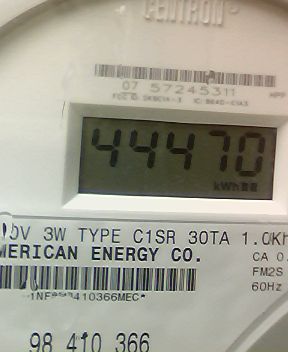 CENTRON®
07 57245311
44470
kWh
0V 3W TYPE C1SR 30TA 1.0Kh
MERICAN ENERGY CO.
CA 0.
FM2S
60Hz
98 410 366